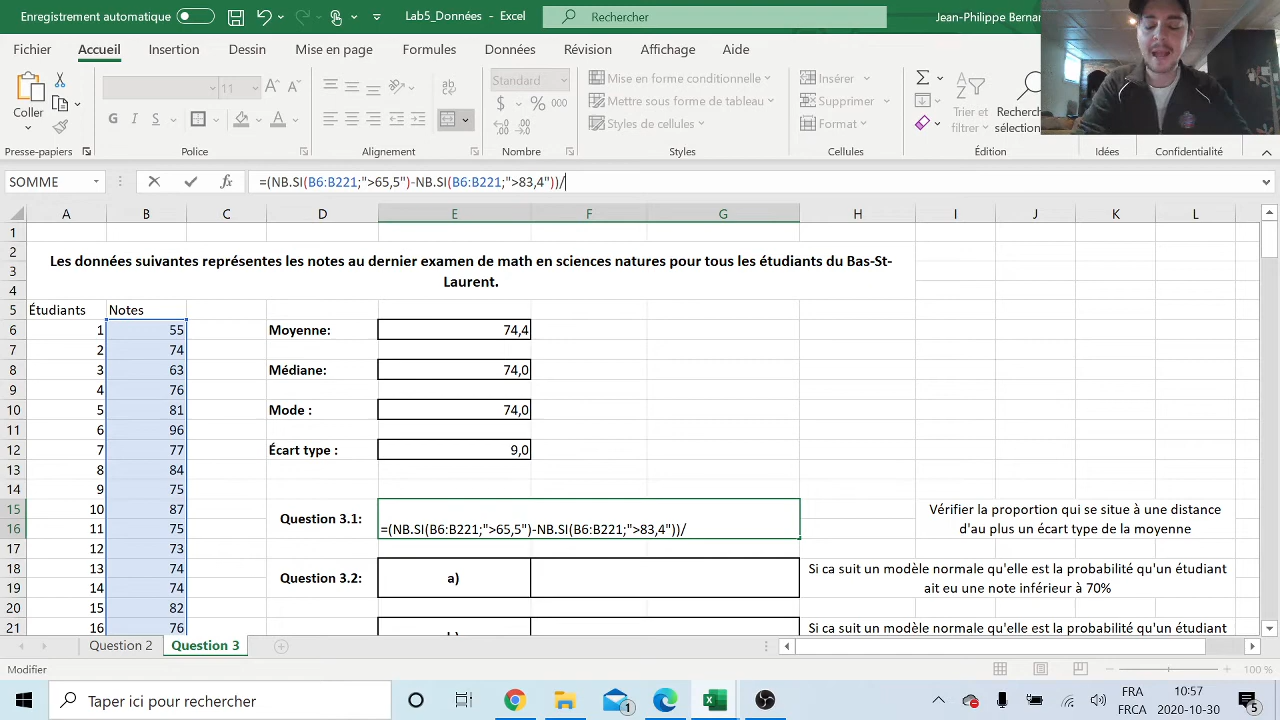 Enregistrement automatique
Lab5_Données - Excel
Rechercher
Jean-Philippe Bernar
Fichier Accueil Insertion Dessin Mise en page Formules Données Révision Affichage Aide
Coller
11
Standard
$ % 000
Mise en forme conditionnelle
Mettre sous forme de tableau
Styles de cellules
Insérer
Supprimer
Format
Trier et
filtrer
Recherch
sélection
Presse-papiers
Police
Alignement
Nombre
Styles
Cellules
Édition
Idées
Confidentialité
SOMME
=(NB.SI(B6:B221;">65,5")-NB.SI(B6:B221;">83,4"))/
A B C D E F G H I J K L
1
2
3
4
Les données suivantes représentes les notes au dernier examen de math en sciences natures pour tous les étudiants du Bas-St-
Laurent.
5 Étudiants Notes
6 1 55 Moyenne: 74,4
7 2 74
8 3 63 Médiane: 74,0
9 4 76
10 5 81 Mode : 74,0
11 6 96
12 7 77 Écart type : 9,0
13 8 84
14 9 75
15 10 87
16 11 75
Question 3.1:
=(NB.SI(B6:B221;">65,5")-NB.SI(B6:B221;">83,4"))/
Vérifier la proportion qui se situe à une distance
d'au plus un écart type de la moyenne
17 12 73
18 13 74
19 14 74
Question 3.2: a)
Si ca suit un modèle normale qu'elle est la probabilité qu'un étudiant
ait eu une note inférieur à 70%
20 15 82
21 16 76
Si ca suit un modèle normale qu'elle est la probabilité qu'un étudiant
Question 2 Question 3
Modifier
100 %
Taper ici pour rechercher
1
FRA
FRCA
10:57
2020-10-30
5